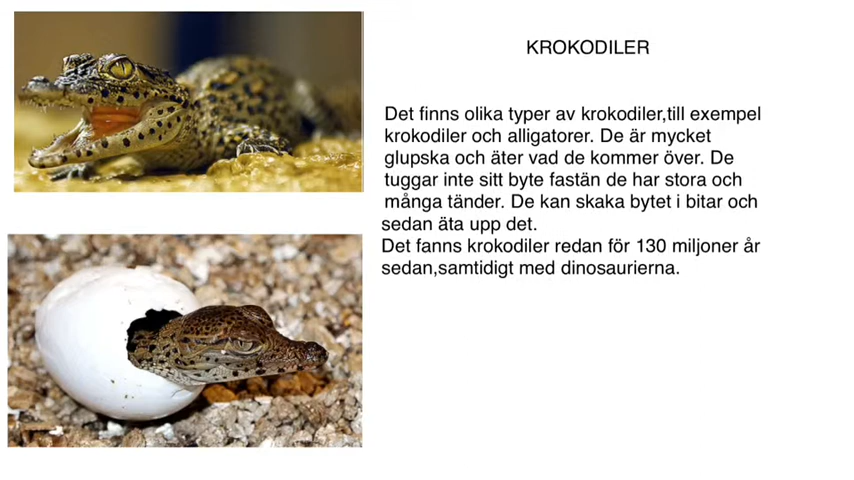 KROKODILER
Det finns olika typer av krokodiler,till exempel
krokodiler och alligatorer. De är mycket
glupska och äter vad de kommer över. De
tuggar inte sitt byte fastän de har stora och
många tänder. De kan skaka bytet i bitar och
sedan äta upp det.
Det fanns krokodiler redan för 130 miljoner år
sedan,samtidigt med dinosaurierna.